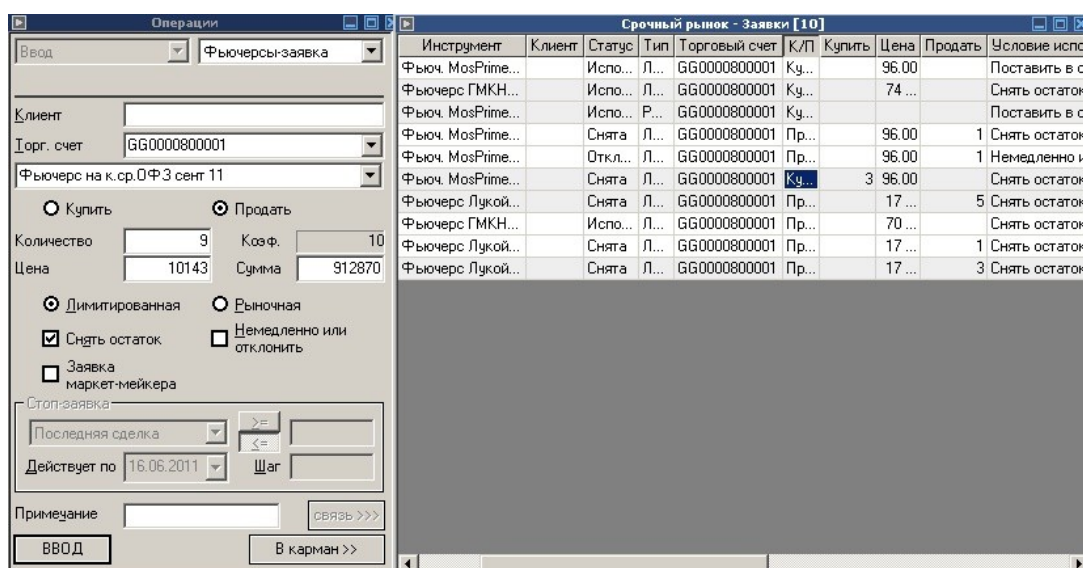 Операции
Ввод Фьючерсы-заявка
Клиент
Торг. счет GG0000800001
Фьючерс на к.ср.ОФЗ сент 11
Купить Продать
Количество 9 Коэф. 10
Цена 10143 Сумма 912870
Лимитированная Рыночная
Снять остаток Немедленно или отклонить
Заявка маркет-мейкера
Стоп-заявка
Последняя сделка >=
<=
Действует по 16.06.2011 Шаг
Примечание связь >>>
ВВОД В карман >>
Срочный рынок - Заявки [10]
Инструмент Клиент Статус Тип Торговый счет К/П Купить Цена Продать Условие испо
Фьюч. MosPrime... Испо... Л... GG0000800001 Ку... 96.00 Поставить в о
Фьючерс ГМКН... Испо... Л... GG0000800001 Ку... 74 ... Снять остаток
Фьюч. MosPrime... Испо... Р... GG0000800001 Ку... Поставить в о
Фьюч. MosPrime... Снята Л... GG0000800001 Пр... 96.00 1 Снять остаток
Фьюч. MosPrime... Откл... Л... GG0000800001 Пр... 96.00 1 Немедленно и
Фьюч. MosPrime... Снята Л... GG0000800001 Ку... 3 96.00 Снять остаток
Фьючерс Лукой... Снята Л... GG0000800001 Пр... 17 ... 5 Снять остаток
Фьючерс ГМКН... Испо... Л... GG0000800001 Пр... 70 ... Снять остаток
Фьючерс Лукой... Снята Л... GG0000800001 Пр... 17 ... 1 Снять остаток
Фьючерс Лукой... Снята Л... GG0000800001 Пр... 17 ... 3 Снять остаток